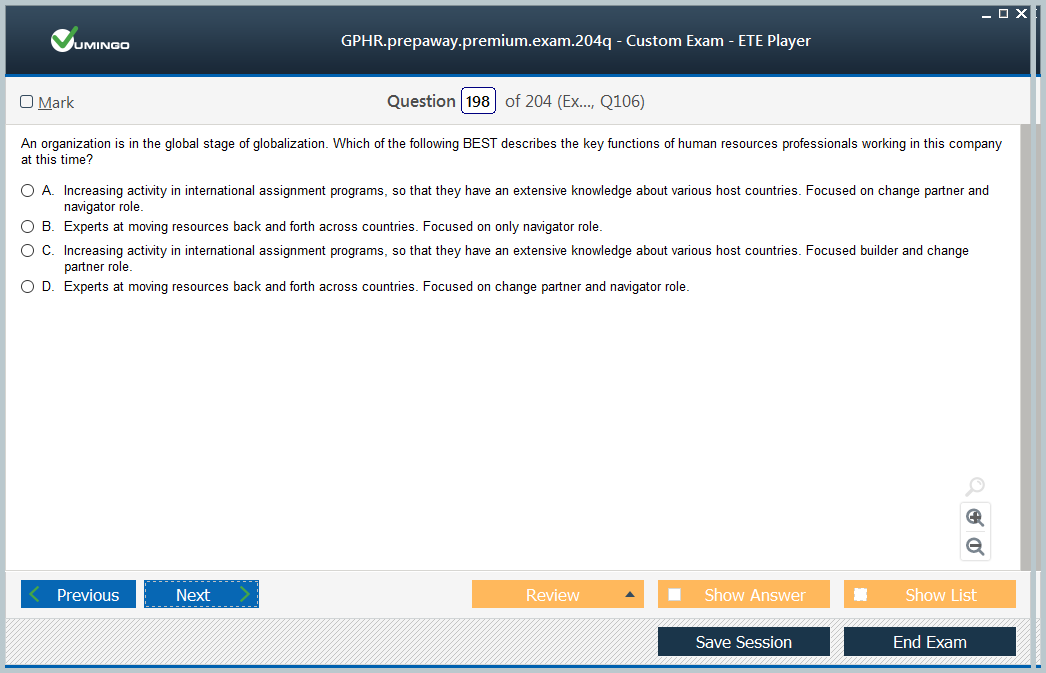 VUMINGO
GPHR.prepaway.premium.exam.204q - Custom Exam - ETE Player
Mark
Question 198 of 204 (Ex..., Q106)
An organization is in the global stage of globalization. Which of the following BEST describes the key functions of human resources professionals working in this company
at this time?
A. Increasing activity in international assignment programs, so that they have an extensive knowledge about various host countries. Focused on change partner and
navigator role.
B. Experts at moving resources back and forth across countries. Focused on only navigator role.
C. Increasing activity in international assignment programs, so that they have an extensive knowledge about various host countries. Focused builder and change
partner role.
D. Experts at moving resources back and forth across countries. Focused on change partner and navigator role.
Previous Next Review Show Answer Show List
Save Session End Exam